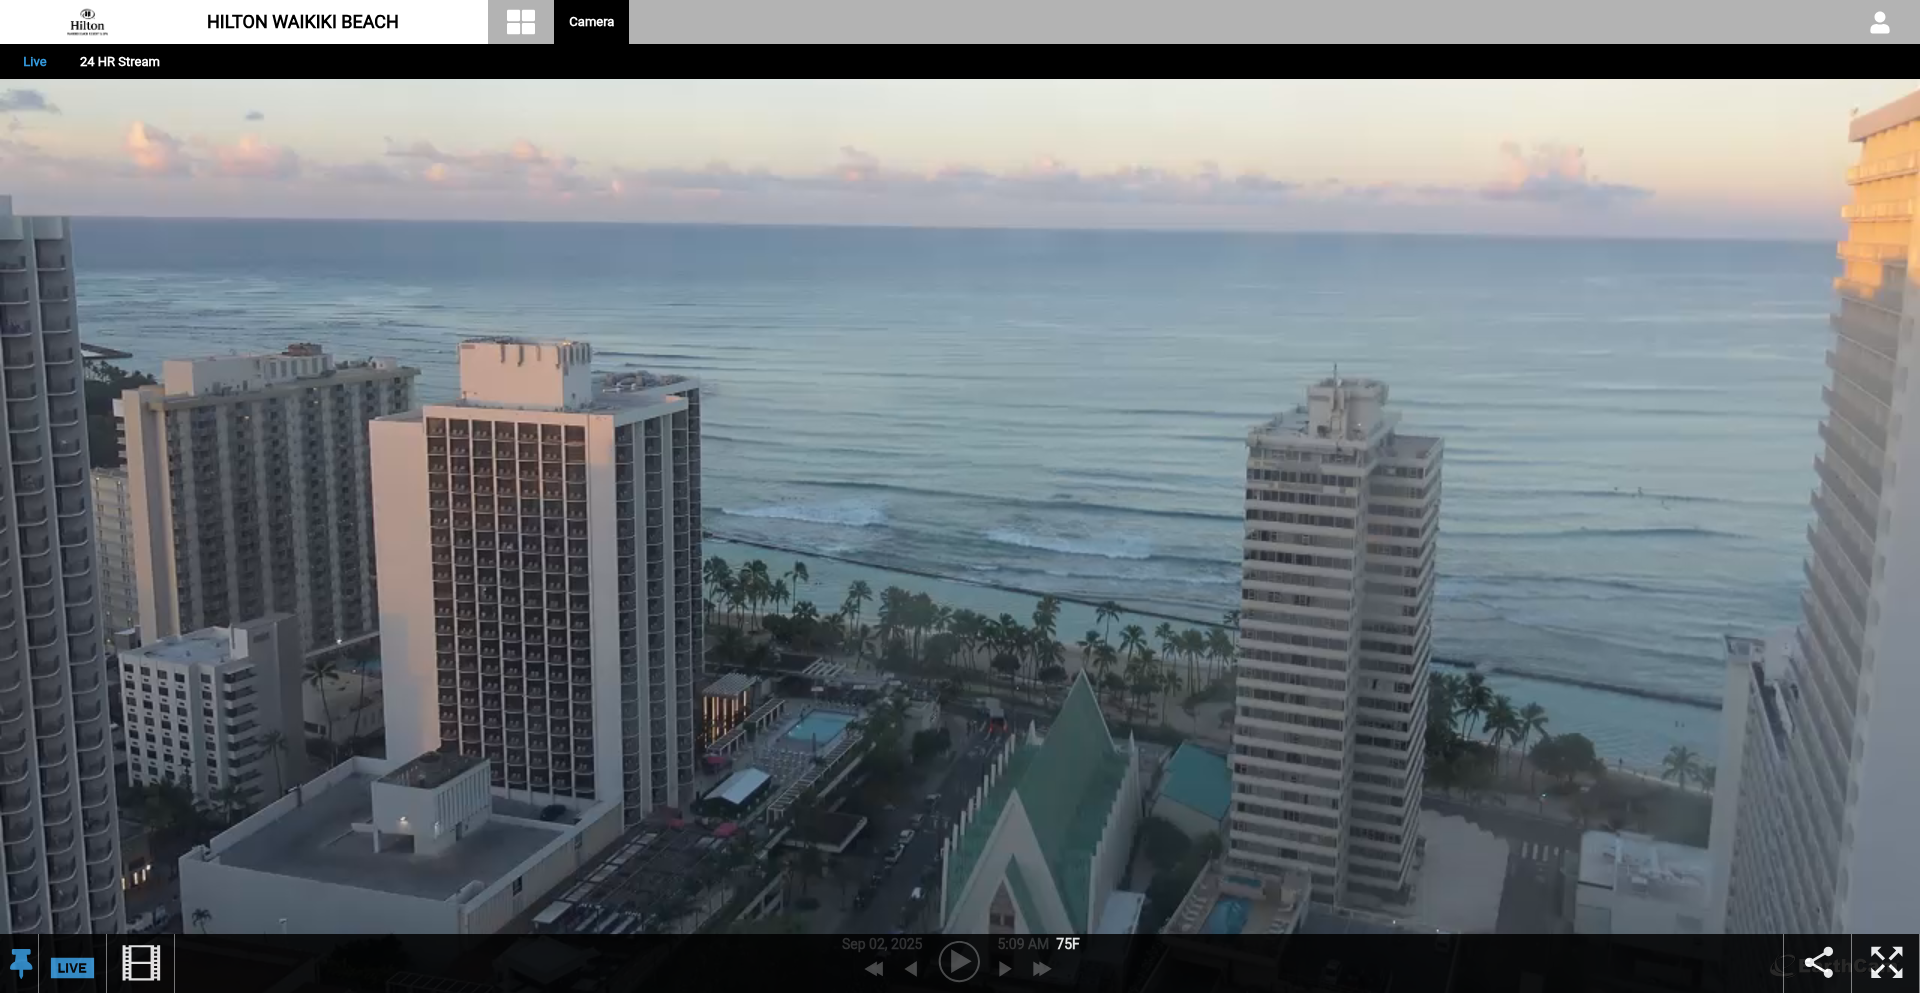 Hilton
HILTON WAIKIKI BEACH
Camera
Live
24 HR Stream
Sep 02, 2025
5:09 AM
75F
LIVE